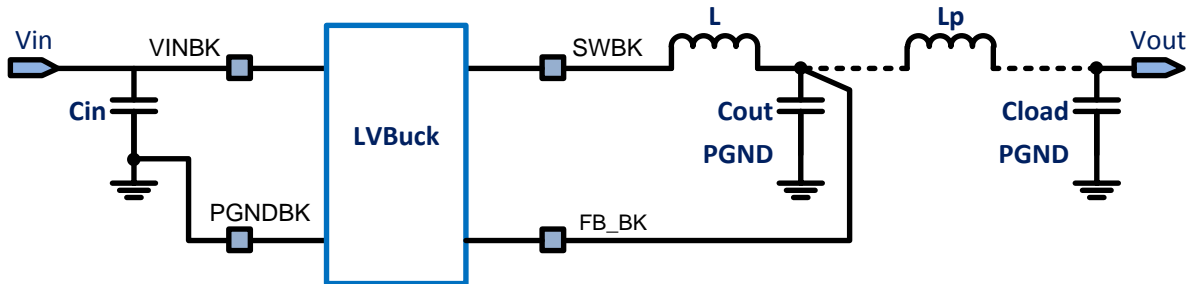 Vin
VINBK
Cin
LVBuck
PGNDBK
SWBK
FB_BK
L
Cout
PGND
Lp
Cload
PGND
Vout